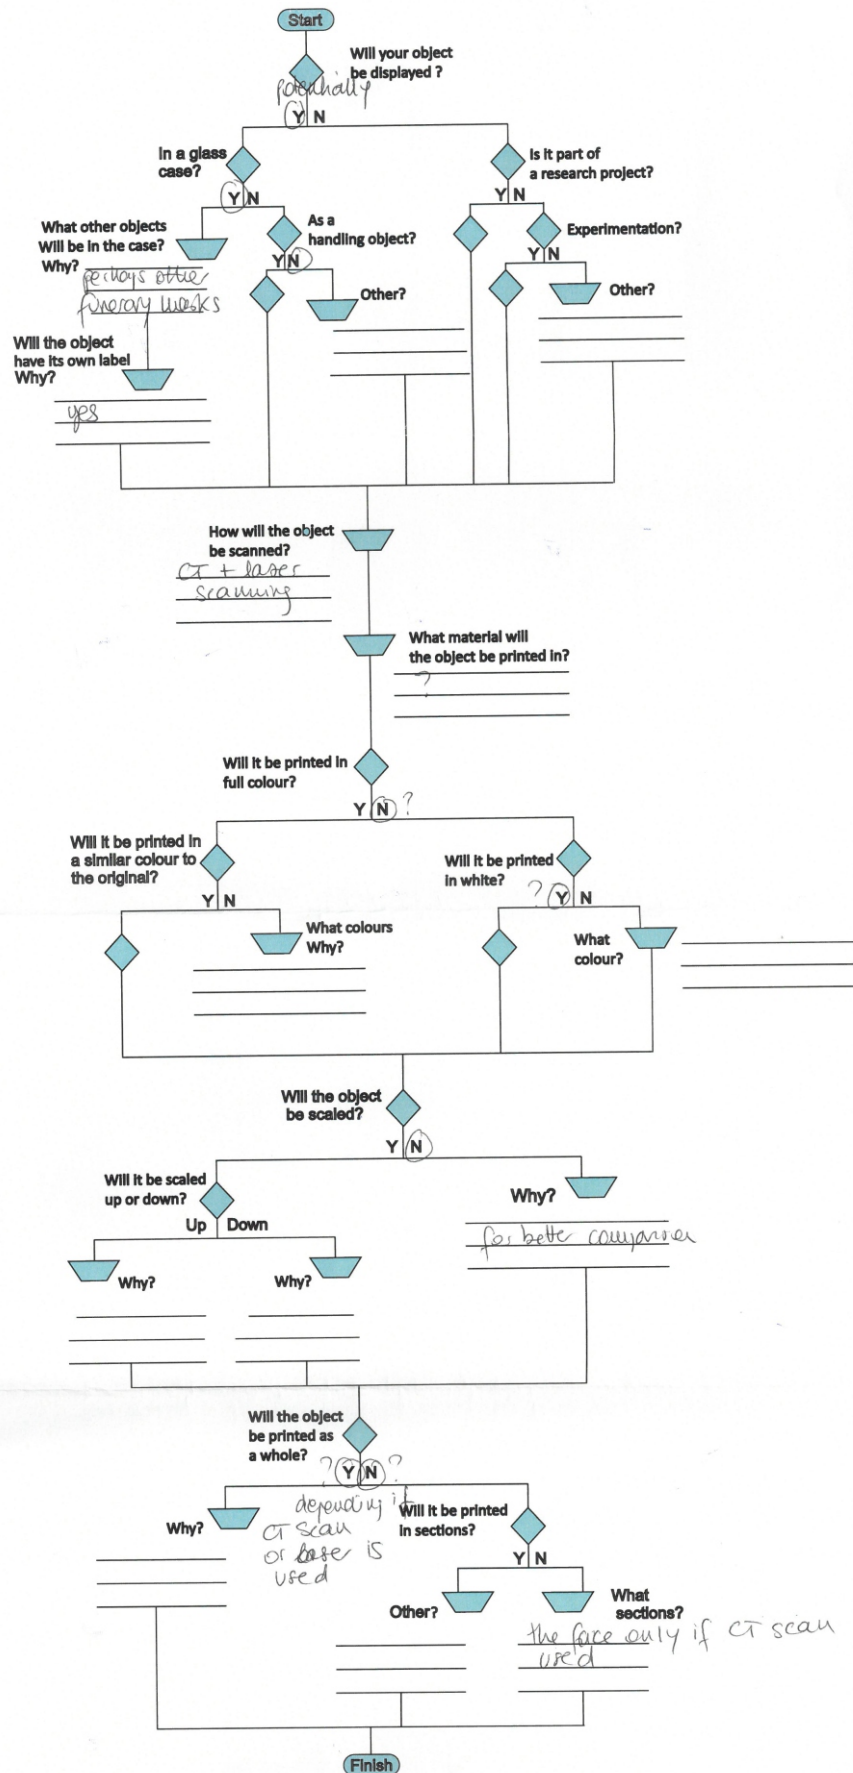 Start
Will your object
be displayed ?
potentially
Y N
In a glass
case?
Y N
Is it part of
a research project?
Y N
What other objects
Will be in the case?
Why?
perhaps other
funerary masks
As a
handling object?
Y N
Other?
Experimentation?
Y N
Other?
Will the object
have its own label
Why?
yes
How will the object
be scanned?
CT + laser
scanning
What material will
the object be printed in?
?
Will it be printed in
full colour?
Y N ?
Will it be printed in
a similar colour to
the original?
Y N
What colours
Why?
Will it be printed
in white?
? Y N
What
colour?
Will the object
be scaled?
Y N
Will it be scaled
up or down?
Up Down
Why?
Why?
Why?
for better comparison
Will the object
be printed as
a whole?
? Y N ?
depending if
CT scan
or laser is
used
Why?
Will it be printed
in sections?
Y N
Other?
What
sections?
the face only if CT scan
used
Finish